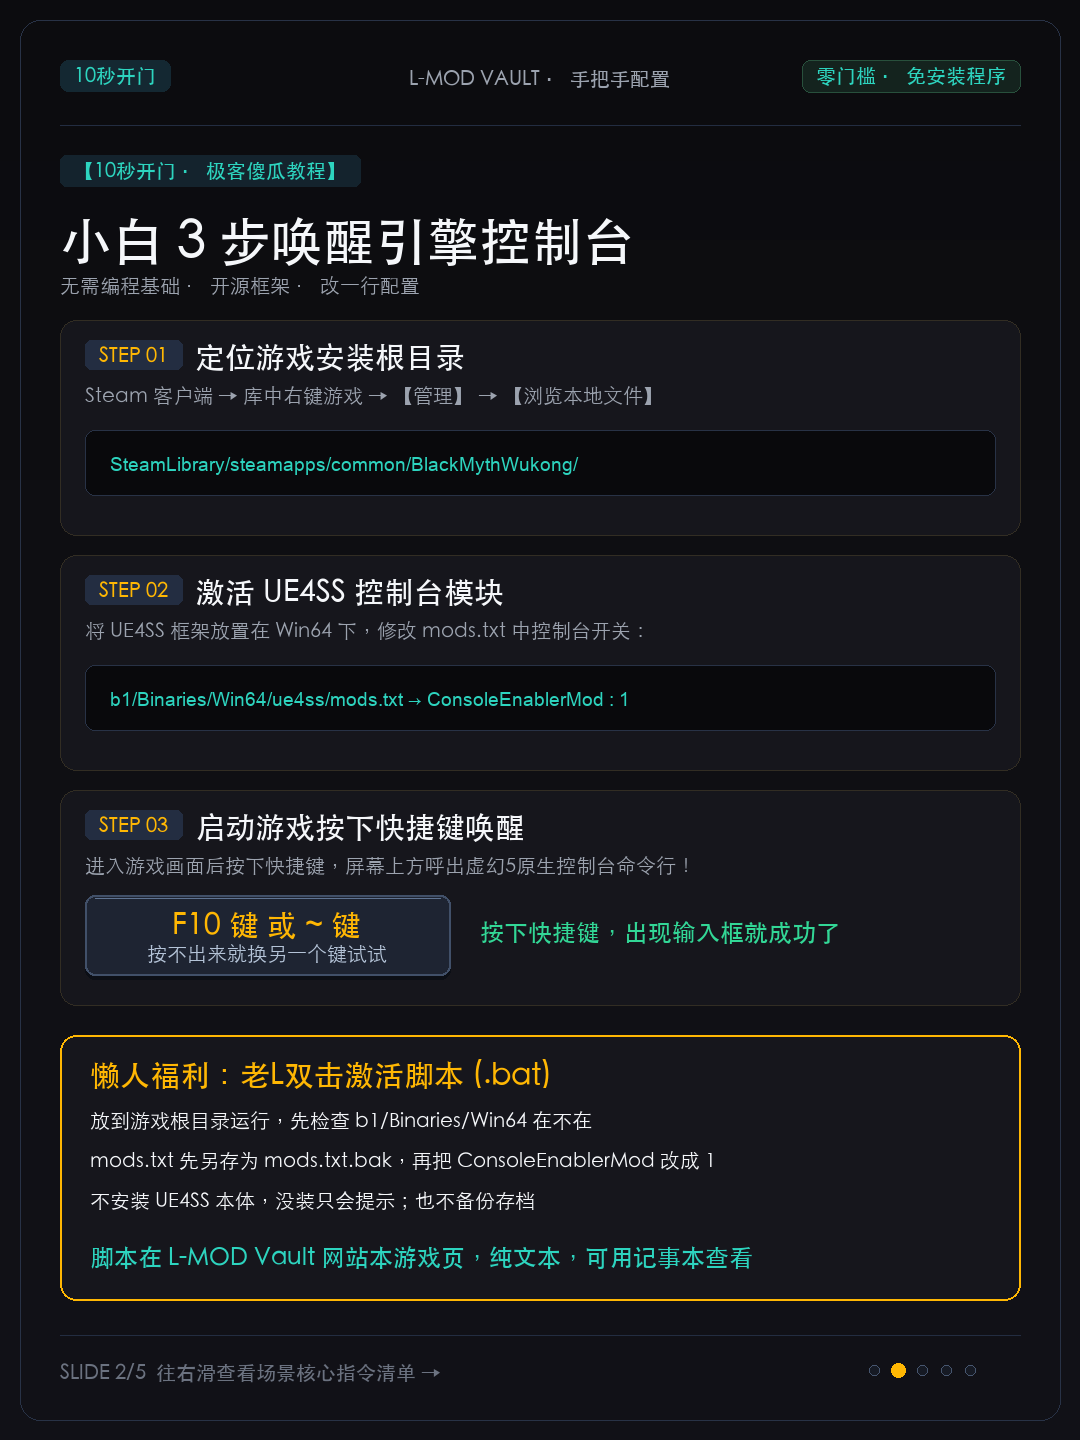 10秒开门
L-MOD VAULT · 手把手配置
零门槛 · 免安装程序
【10秒开门 · 极客傻瓜教程】
小白 3 步唤醒引擎控制台
无需编程基础 · 开源框架 · 改一行配置
STEP 01 定位游戏安装根目录
Steam 客户端 → 库中右键游戏 → 【管理】 → 【浏览本地文件】
SteamLibrary/steamapps/common/BlackMythWukong/
STEP 02 激活 UE4SS 控制台模块
将 UE4SS 框架放置在 Win64 下，修改 mods.txt 中控制台开关：
b1/Binaries/Win64/ue4ss/mods.txt → ConsoleEnablerMod : 1
STEP 03 启动游戏按下快捷键唤醒
进入游戏画面后按下快捷键，屏幕上方呼出虚幻5原生控制台命令行！
F10 键 或 ~ 键
按不出来就换另一个键试试
按下快捷键，出现输入框就成功了
懒人福利：老L双击激活脚本 (.bat)
放到游戏根目录运行，先检查 b1/Binaries/Win64 在不在
mods.txt 先另存为 mods.txt.bak，再把 ConsoleEnablerMod 改成 1
不安装 UE4SS 本体，没装只会提示；也不备份存档
脚本在 L-MOD Vault 网站本游戏页，纯文本，可用记事本查看
SLIDE 2/5 往右滑查看场景核心指令清单 →